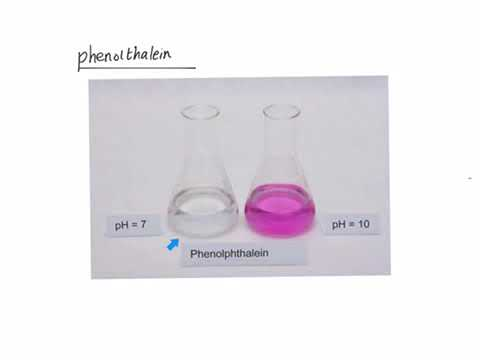 phenolthalein
pH = 7
pH = 10
Phenolphthalein